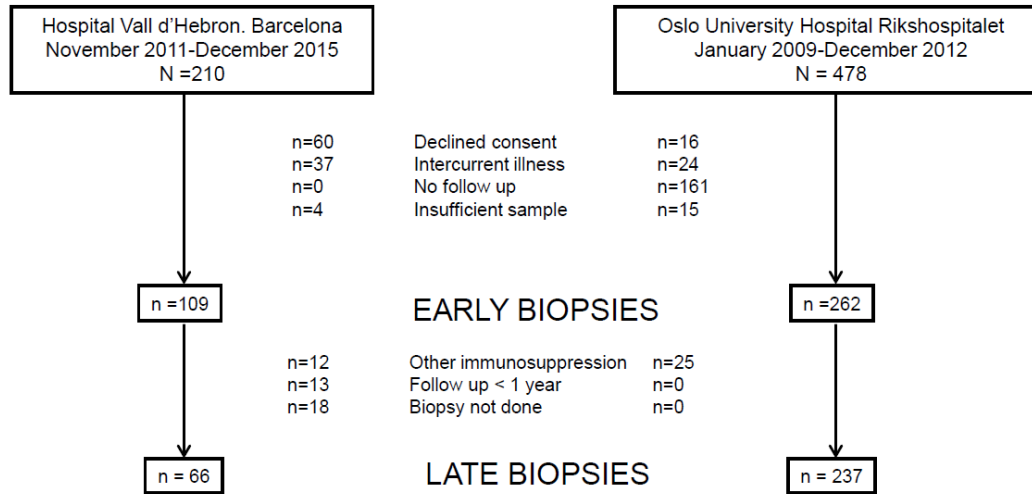 Hospital Vall d'Hebron. Barcelona
November 2011-December 2015
N =210
Oslo University Hospital Rikshospitalet
January 2009-December 2012
N = 478
n=60 Declined consent n=16
n=37 Intercurrent illness n=24
n=0 No follow up n=161
n=4 Insufficient sample n=15
n =109 EARLY BIOPSIES n=262
n=12 Other immunosuppression n=25
n=13 Follow up < 1 year n=0
n=18 Biopsy not done n=0
n = 66 LATE BIOPSIES n = 237